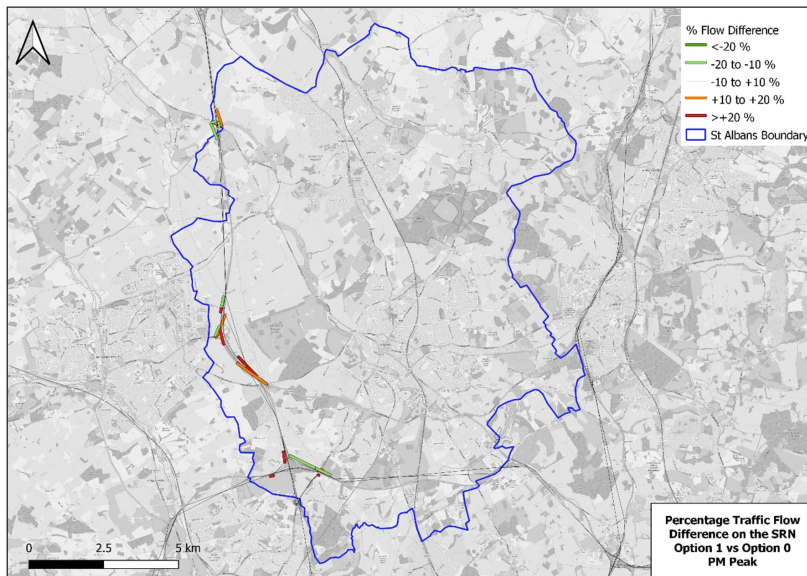 % Flow Difference
<-20 %
-20 to -10 %
-10 to +10 %
+10 to +20 %
>+20 %
St Albans Boundary
0 2.5 5 km
Percentage Traffic Flow
Difference on the SRN
Option 1 vs Option 0
PM Peak